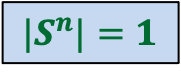 |Sⁿ| = 1